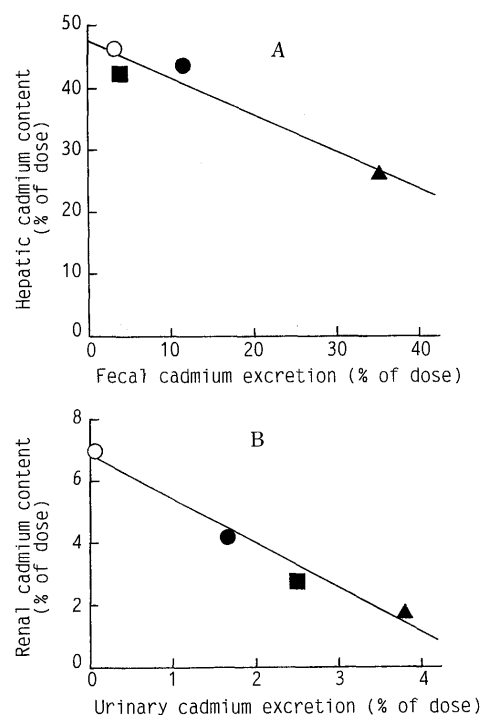 A
50
40
30
20
10
0
Hepatic cadmium content
(% of dose)
0 10 20 30 40
Fecal cadmium excretion (% of dose)
B
8
6
4
2
0
Renal cadmium content
(% of dose)
0 1 2 3 4
Urinary cadmium excretion (% of dose)